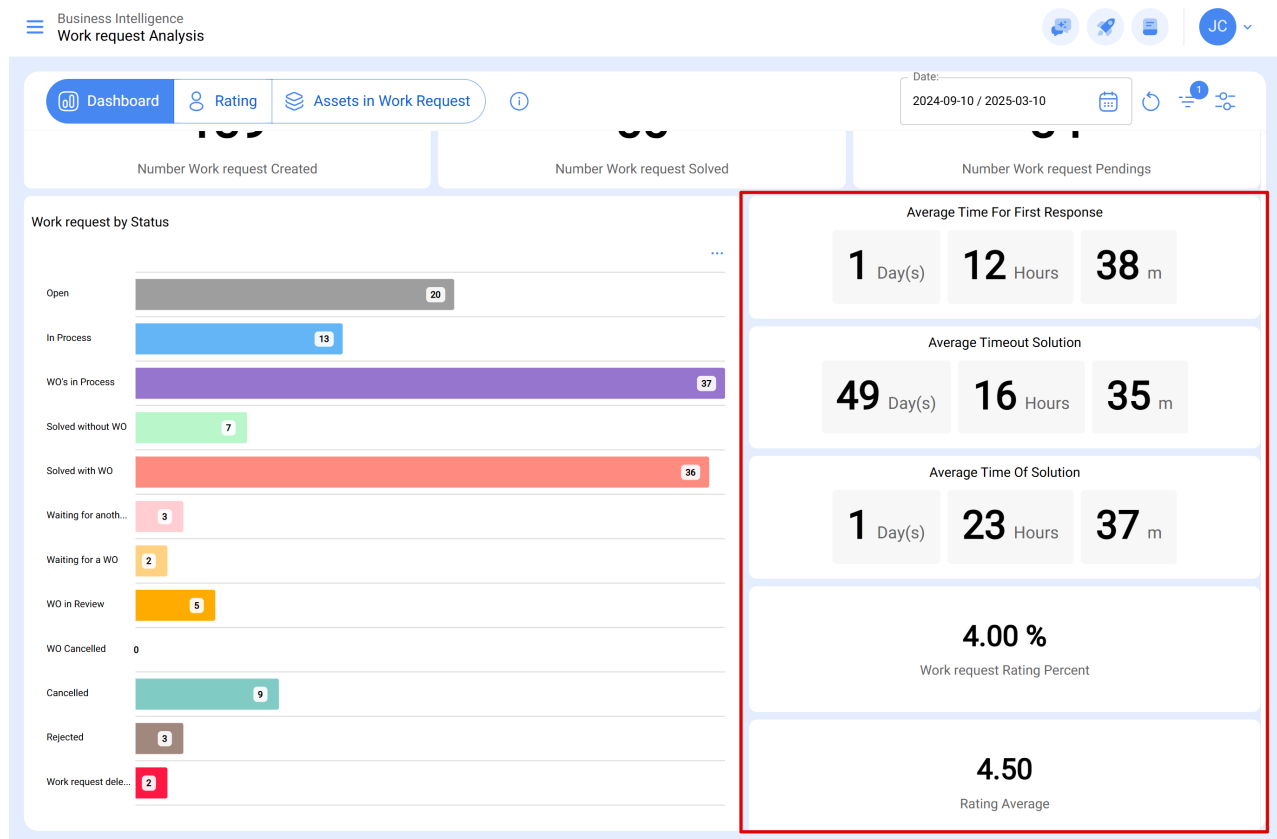 Business Intelligence
Work request Analysis
JC
Dashboard
Rating
Assets in Work Request
Date:
2024-09-10 / 2025-03-10
1
Number Work request Created
Number Work request Solved
Number Work request Pendings
Work request by Status
...
Open 20
In Process 13
WO's in Process 37
Solved without WO 7
Solved with WO 36
Waiting for anoth... 3
Waiting for a WO 2
WO in Review 5
WO Cancelled 0
Cancelled 9
Rejected 3
Work request dele... 2
Average Time For First Response
1 Day(s) 12 Hours 38 m
Average Timeout Solution
49 Day(s) 16 Hours 35 m
Average Time Of Solution
1 Day(s) 23 Hours 37 m
4.00 %
Work request Rating Percent
4.50
Rating Average